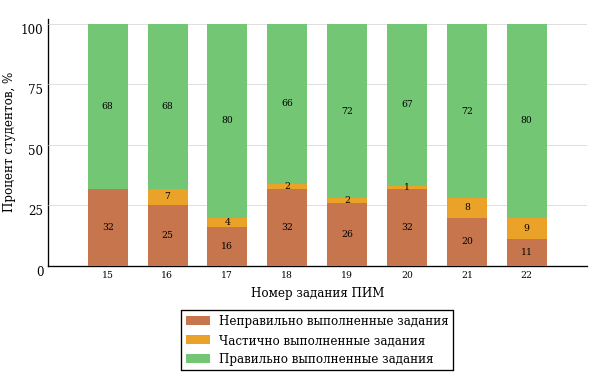 Процент студентов, %
100
75
50
25
0
68 68 80 66 72 67 72 80
7 4 2 2 1 8 9
32 25 16 32 26 32 20 11
15 16 17 18 19 20 21 22
Номер задания ПИМ
Неправильно выполненные задания
Частично выполненные задания
Правильно выполненные задания